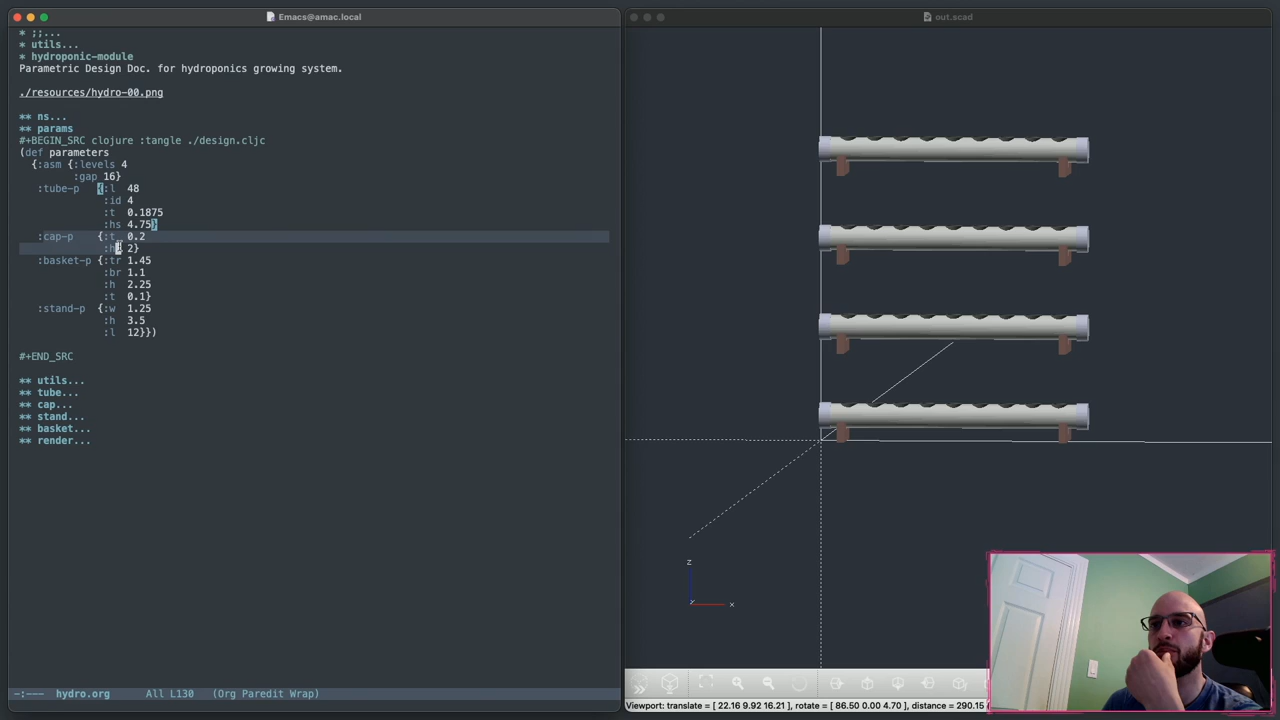 Emacs@amac.local
* ;;...
* utils...
* hydroponic-module
Parametric Design Doc. for hydroponics growing system.
./resources/hydro-00.png
** ns...
** params
#+BEGIN_SRC clojure :tangle ./design.cljc
(def parameters
{:asm {:levels 4
:gap 16}
:tube-p {:l 48
:id 4
:t 0.1875
:hs 4.75}
:cap-p {:t 0.2
:h 2}
:basket-p {:tr 1.45
:br 1.1
:h 2.25
:t 0.1}
:stand-p {:w 1.25
:h 3.5
:l 12}})
#+END_SRC
** utils...
** tube...
** cap...
** stand...
** basket...
** render...
-:--- hydro.org All L130 (Org Paredit Wrap)
out.scad
z
x
Viewport: translate = [ 22.16 9.92 16.21 ], rotate = [ 86.50 0.00 4.70 ], distance = 290.15